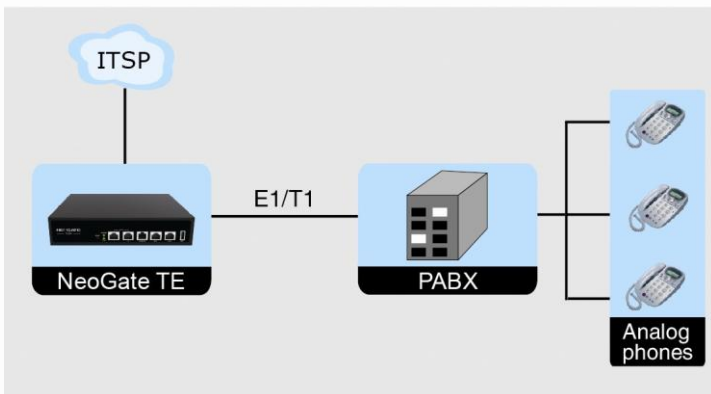 ITSP
E1/T1
NeoGate TE
PABX
Analog
phones